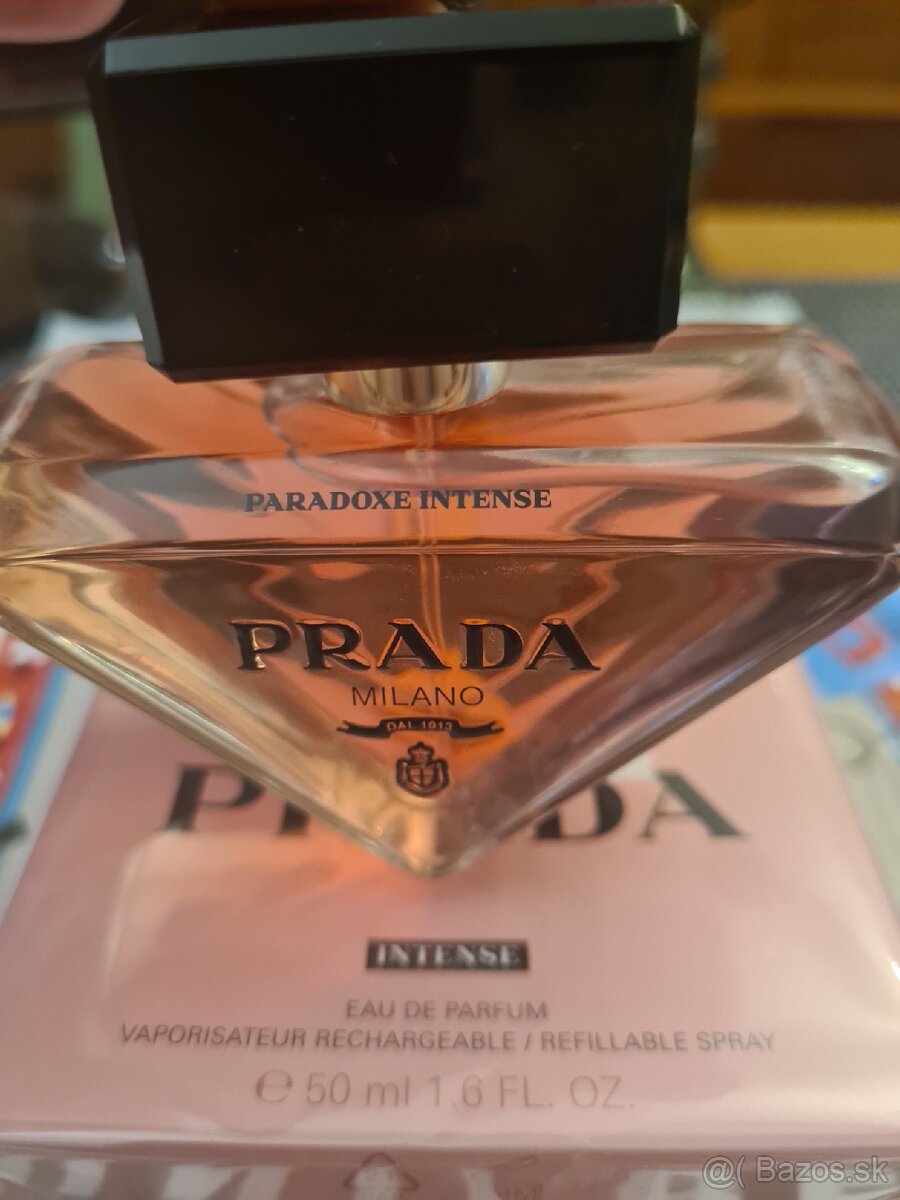 PARADOXE INTENSE
PRADA
MILANO
DAL 1913
PRADA
INTENSE
EAU DE PARFUM
VAPORISATEUR RECHARGEABLE / REFILLABLE SPRAY
e 50 ml 1.6 FL. OZ.
@( Bazos.sk